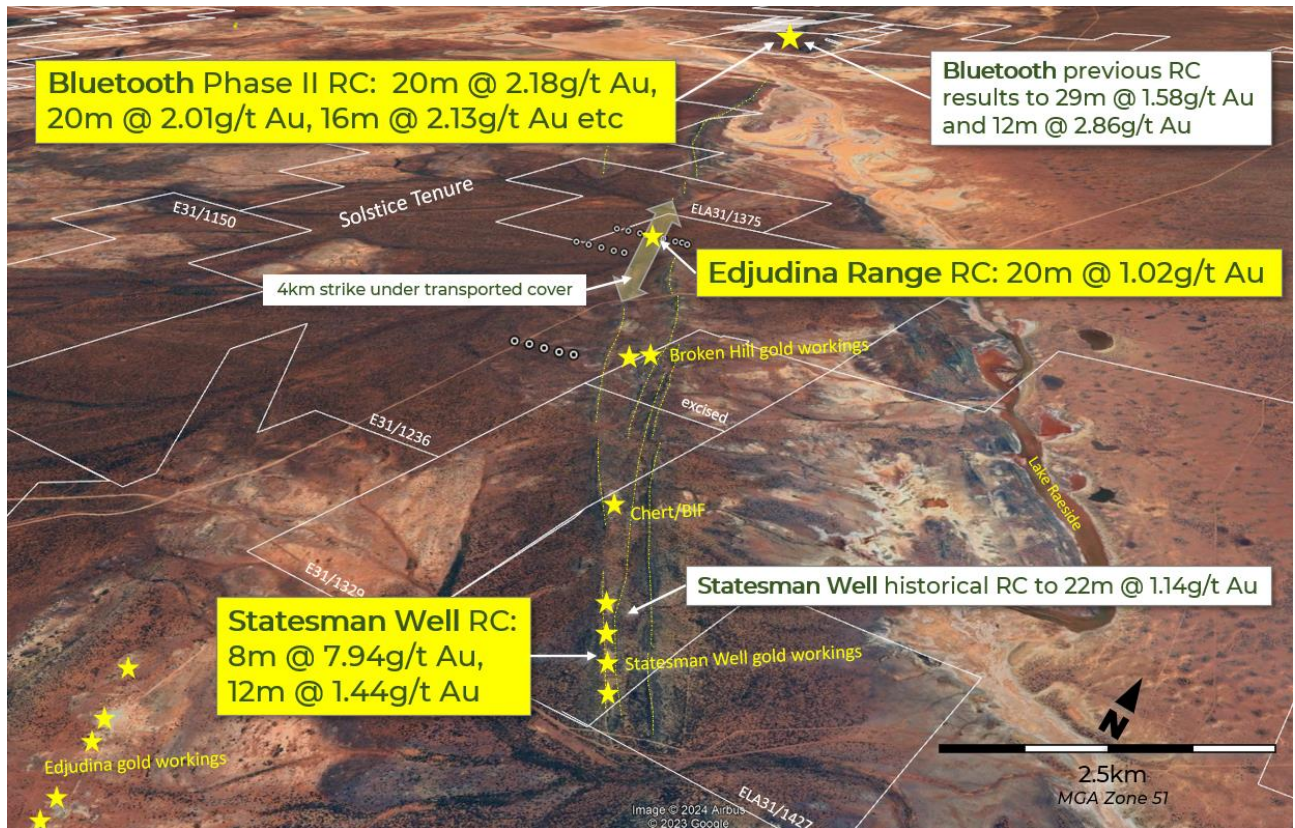 Bluetooth Phase II RC: 20m @ 2.18g/t Au,
20m @ 2.01g/t Au, 16m @ 2.13g/t Au etc
Bluetooth previous RC
results to 29m @ 1.58g/t Au
and 12m @ 2.86g/t Au
E31/1150
Solstice Tenure
ELA31/1375
4km strike under transported cover
Edjudina Range RC: 20m @ 1.02g/t Au
Broken Hill gold workings
excised
E31/1236
Lake Raeside
Chert/BIF
E31/1329
Statesman Well historical RC to 22m @ 1.14g/t Au
Statesman Well RC:
8m @ 7.94g/t Au,
12m @ 1.44g/t Au
Statesman Well gold workings
Edjudina gold workings
N
2.5km
MGA Zone 51
ELA31/1427
Image © 2024 Airbus
© 2023 Google